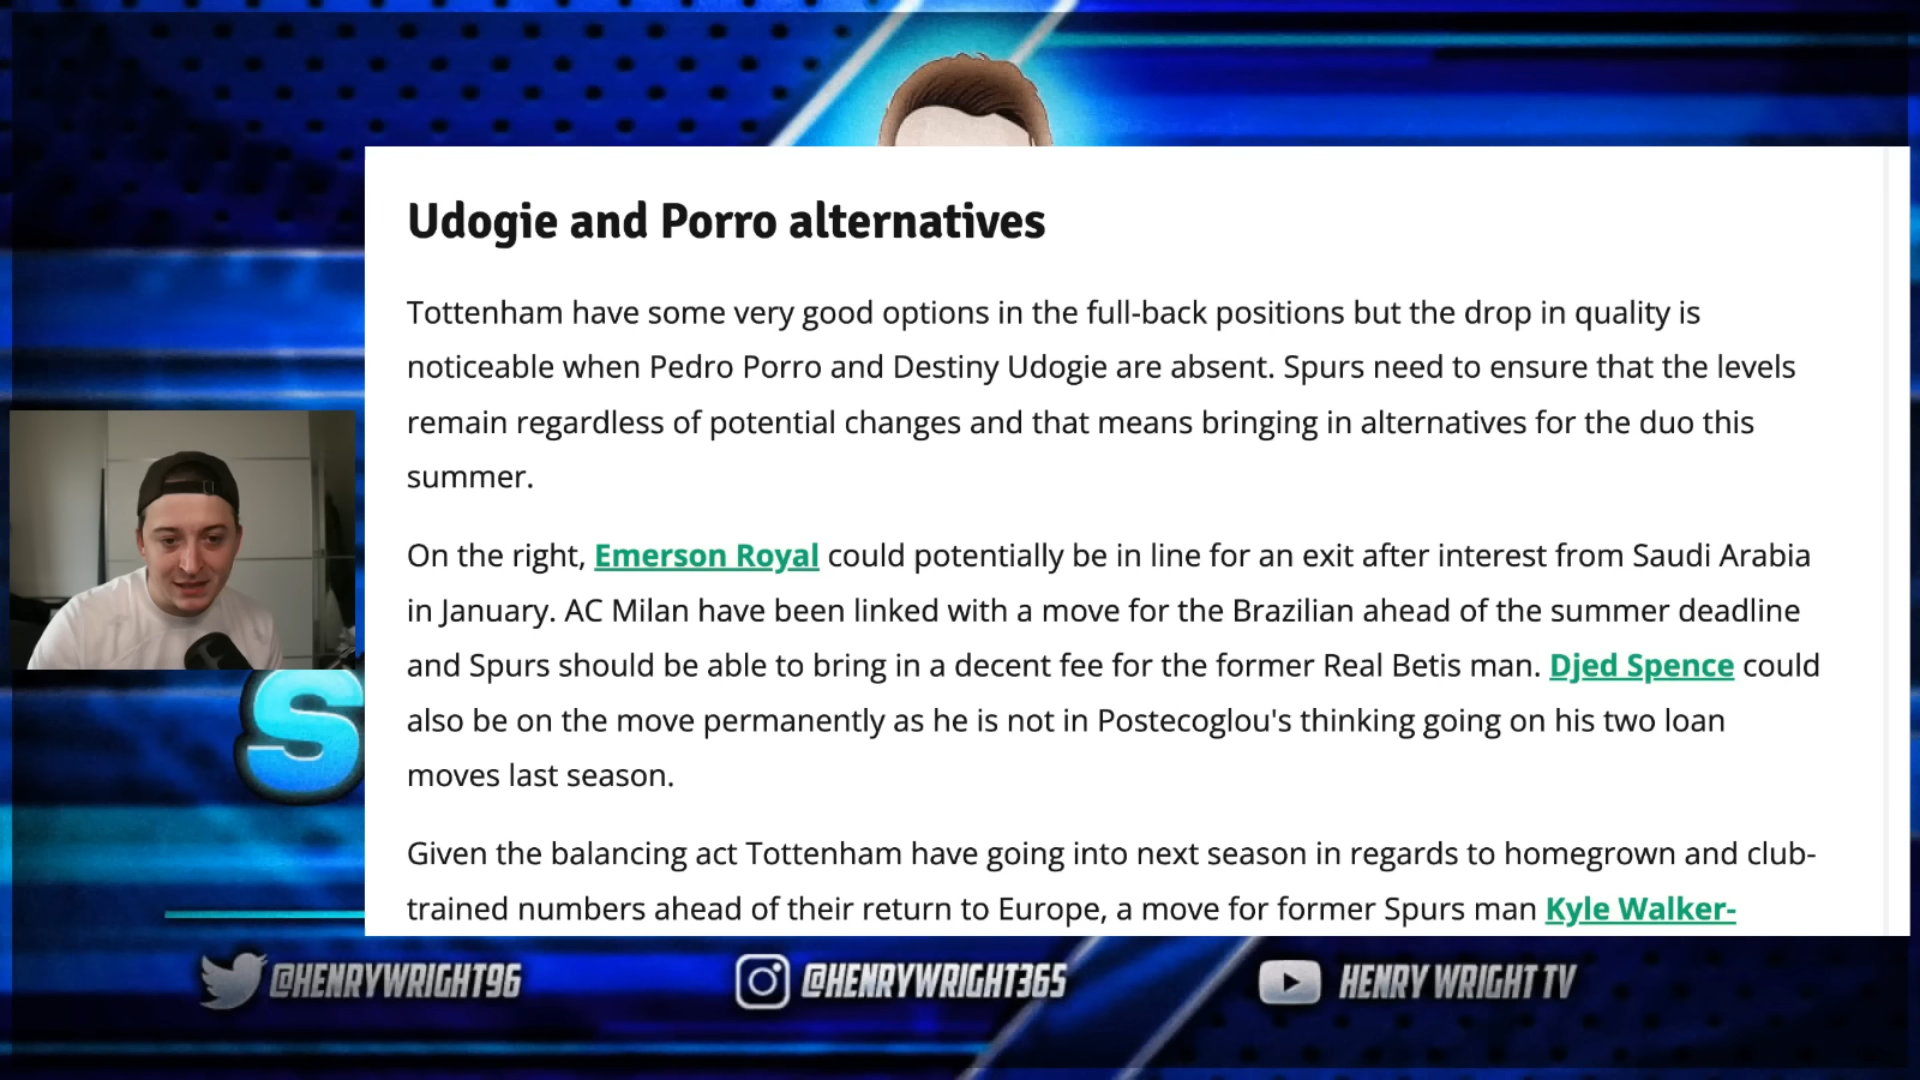 Udogie and Porro alternatives
Tottenham have some very good options in the full-back positions but the drop in quality is
noticeable when Pedro Porro and Destiny Udogie are absent. Spurs need to ensure that the levels
remain regardless of potential changes and that means bringing in alternatives for the duo this
summer.
On the right, Emerson Royal could potentially be in line for an exit after interest from Saudi Arabia
in January. AC Milan have been linked with a move for the Brazilian ahead of the summer deadline
and Spurs should be able to bring in a decent fee for the former Real Betis man. Djed Spence could
also be on the move permanently as he is not in Postecoglou's thinking going on his two loan
moves last season.
Given the balancing act Tottenham have going into next season in regards to homegrown and club-
trained numbers ahead of their return to Europe, a move for former Spurs man Kyle Walker-
S
@HENRYWRIGHT96
@HENRYWRIGHT365
HENRY WRIGHT TV